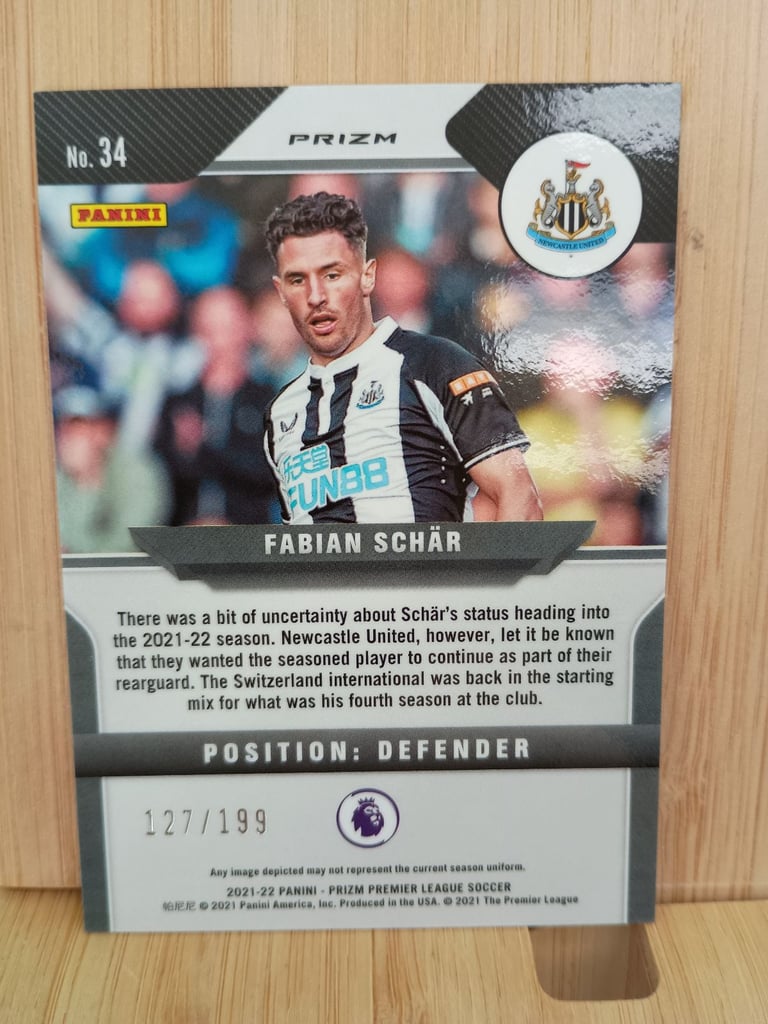 No. 34
PRIZM
PANINI
NEWCASTLE UNITED
乐天堂
FUN88
FABIAN SCHÄR
There was a bit of uncertainty about Schär's status heading into
the 2021-22 season. Newcastle United, however, let it be known
that they wanted the seasoned player to continue as part of their
rearguard. The Switzerland international was back in the starting
mix for what was his fourth season at the club.
POSITION: DEFENDER
127/199
Any image depicted may not represent the current season uniform.
2021-22 PANINI - PRIZM PREMIER LEAGUE SOCCER
帕尼尼 © 2021 Panini America, Inc. Produced in the USA. © 2021 The Premier League